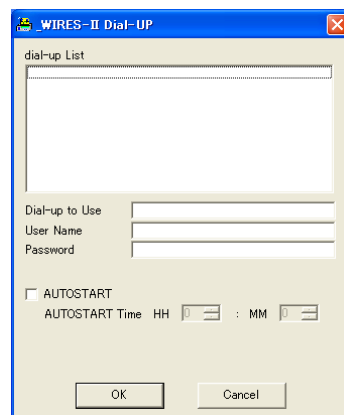 _WIRES-II Dial-UP
dial-up List
Dial-up to Use
User Name
Password
AUTOSTART
AUTOSTART Time HH 0 : MM 0
OK Cancel